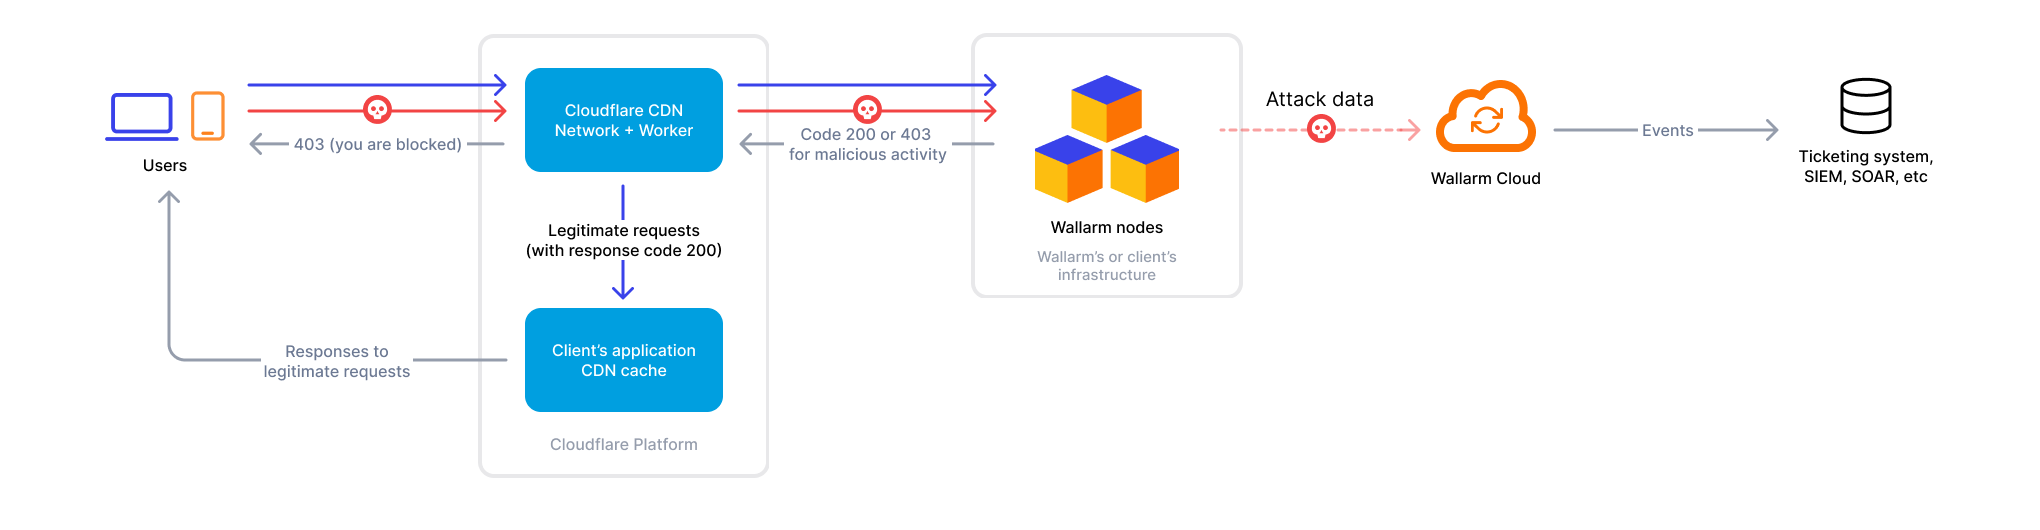 Users
403 (you are blocked)
Cloudflare CDN
Network + Worker
Legitimate requests
(with response code 200)
Client’s application
CDN cache
Cloudflare Platform
Responses to
legitimate requests
Code 200 or 403
for malicious activity
Wallarm nodes
Wallarm’s or client’s
infrastructure
Attack data
Wallarm Cloud
Events
Ticketing system,
SIEM, SOAR, etc